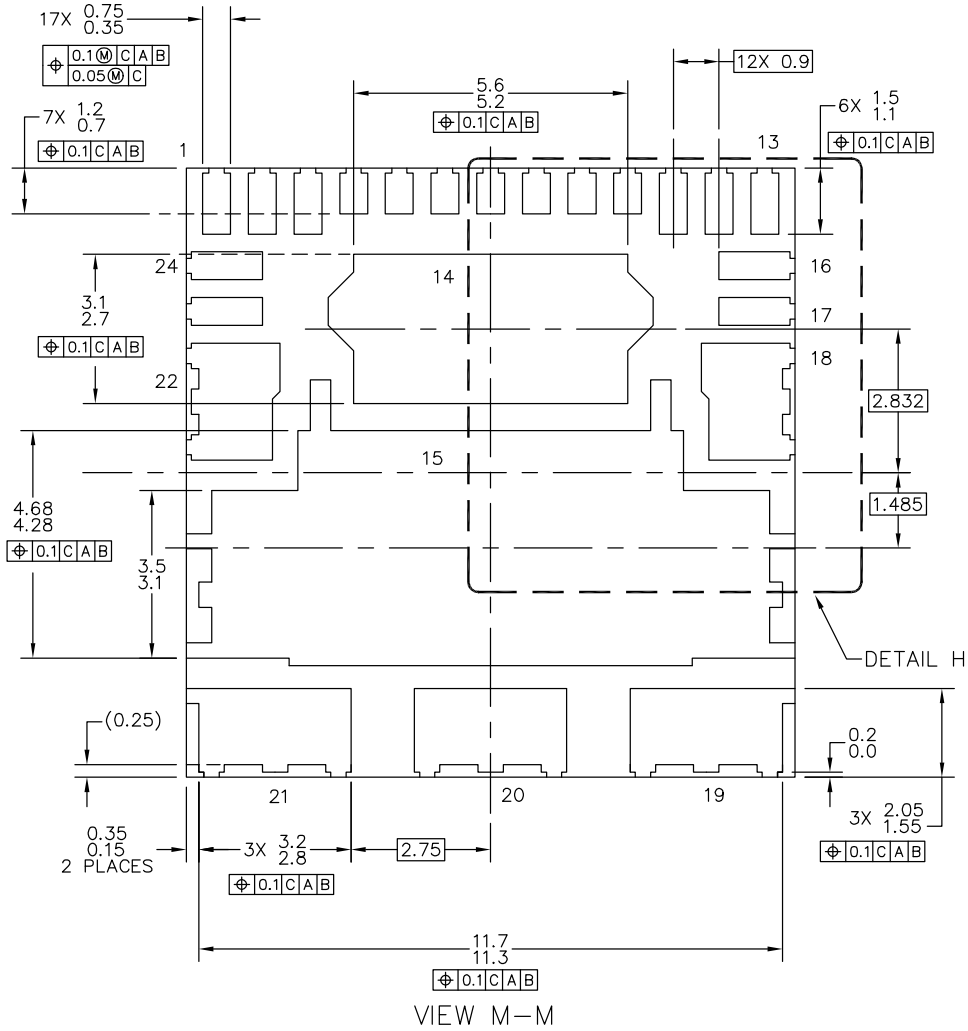 17X 0.75
0.35
⌖ 0.1Ⓜ C A B
0.05Ⓜ C
7X 1.2
0.7
⌖ 0.1 C A B
5.6
5.2
⌖ 0.1 C A B
12X 0.9
6X 1.5
1.1
⌖ 0.1 C A B
1
13
24
14
16
3.1
2.7
⌖ 0.1 C A B
17
22
18
2.832
15
4.68
4.28
⌖ 0.1 C A B
1.485
3.5
3.1
DETAIL H
(0.25)
0.2
0.0
21
20
19
3X 2.05
1.55
⌖ 0.1 C A B
0.35
0.15
2 PLACES
3X 3.2
2.8
⌖ 0.1 C A B
2.75
11.7
11.3
⌖ 0.1 C A B
VIEW M-M